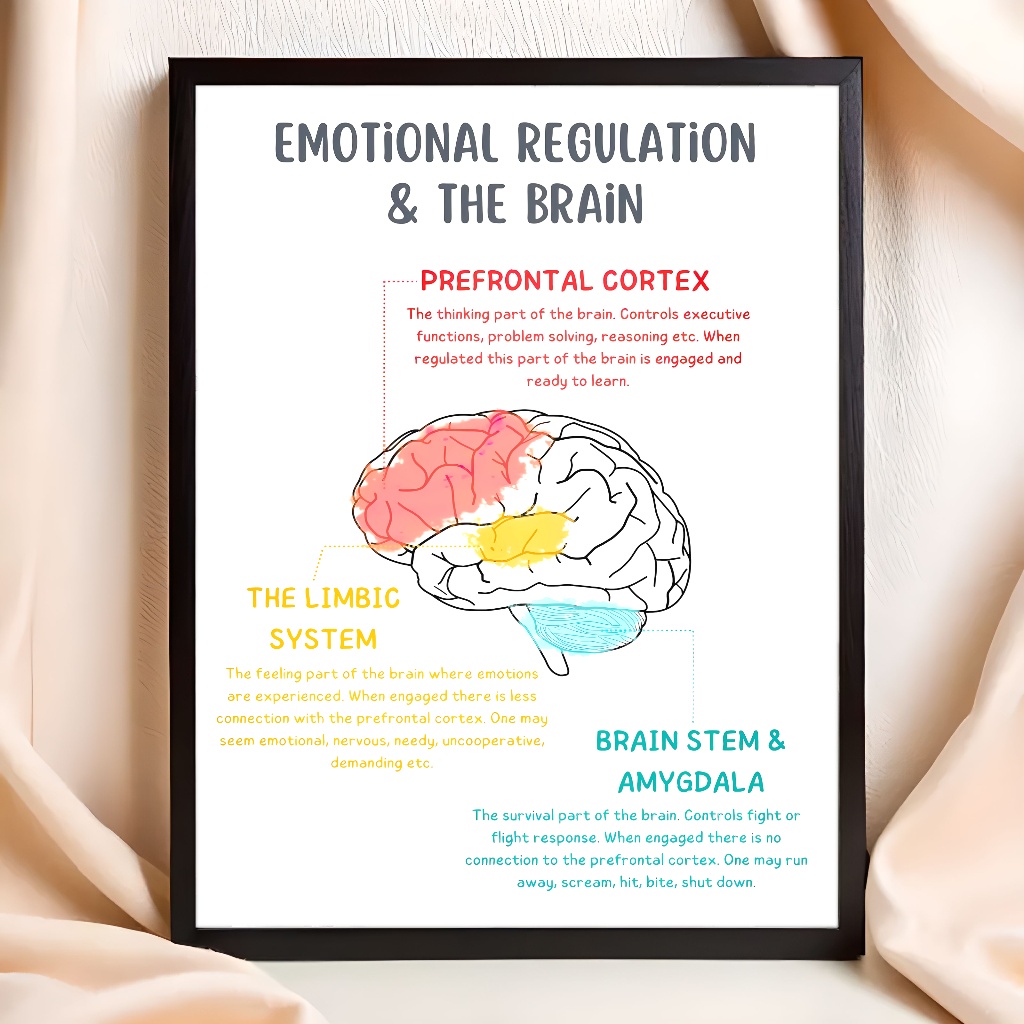 EMOTiONAL REGULATiON
& THE BRAiN
PREFRONTAL CORTEX
The thinking part of the brain. Controls executive
functions, problem solving, reasoning etc. When
regulated this part of the brain is engaged and
ready to learn.
THE LIMBIC
SYSTEM
The feeling part of the brain where emotions
are experienced. When engaged there is less
connection with the prefrontal cortex. One may
seem emotional, nervous, needy, uncooperative,
demanding etc.
BRAIN STEM &
AMYGDALA
The survival part of the brain. Controls fight or
flight response. When engaged there is no
connection to the prefrontal cortex. One may run
away, scream, hit, bite, shut down.